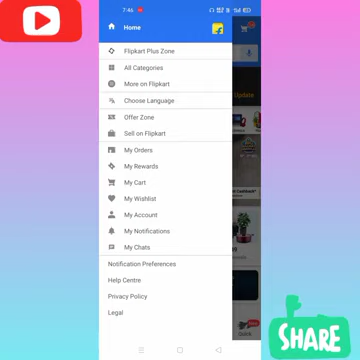 7:46
Home
Flipkart Plus Zone
All Categories
More on Flipkart
Choose Language
Offer Zone
Sell on Flipkart
My Orders
My Rewards
My Cart
My Wishlist
My Account
My Notifications
My Chats
Notification Preferences
Help Centre
Privacy Policy
Legal
Update
Quick
SHARE